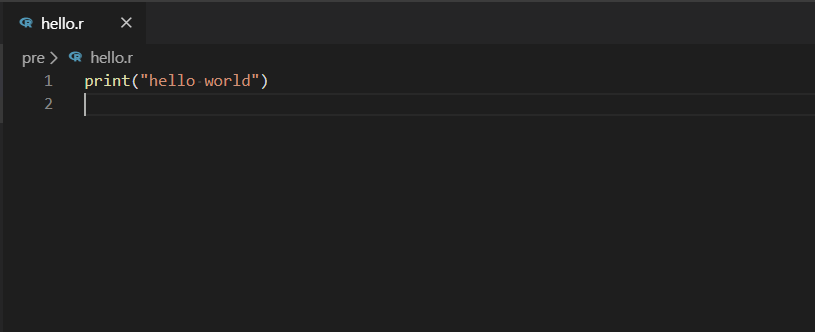 hello.r
pre > hello.r
1 print("hello world")
2